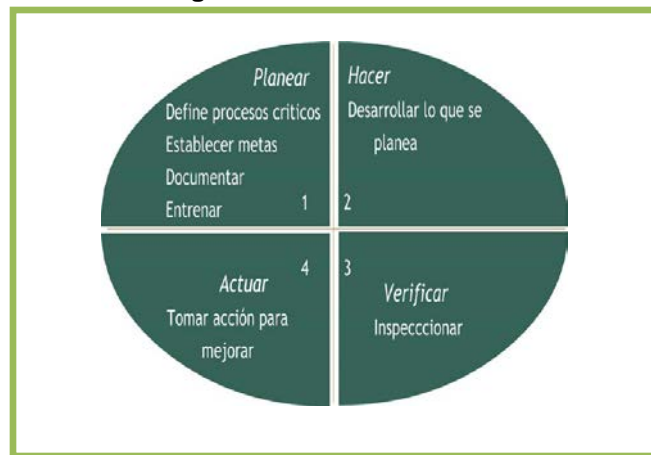 Planear
Define procesos criticos
Establecer metas
Documentar
Entrenar
1
Hacer
Desarrollar lo que se
planea
2
3
Verificar
Inspecccionar
4
Actuar
Tomar acción para
mejorar